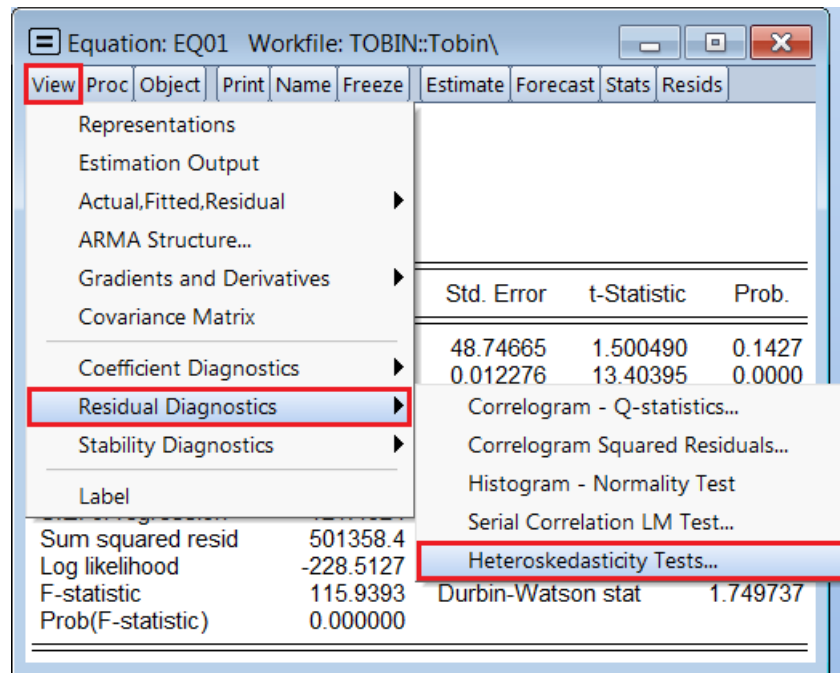 Equation: EQ01 Workfile: TOBIN::Tobin\
View Proc Object Print Name Freeze Estimate Forecast Stats Resids
Representations
Estimation Output
Actual,Fitted,Residual
ARMA Structure...
Gradients and Derivatives
Covariance Matrix
Coefficient Diagnostics
Residual Diagnostics
Stability Diagnostics
Label
Std. Error t-Statistic Prob.
48.74665 1.500490 0.1427
0.012276 13.40395 0.0000
Correlogram - Q-statistics...
Correlogram Squared Residuals...
Histogram - Normality Test
Serial Correlation LM Test...
Heteroskedasticity Tests...
Sum squared resid 501358.4
Log likelihood -228.5127
F-statistic 115.9393 Durbin-Watson stat 1.749737
Prob(F-statistic) 0.000000